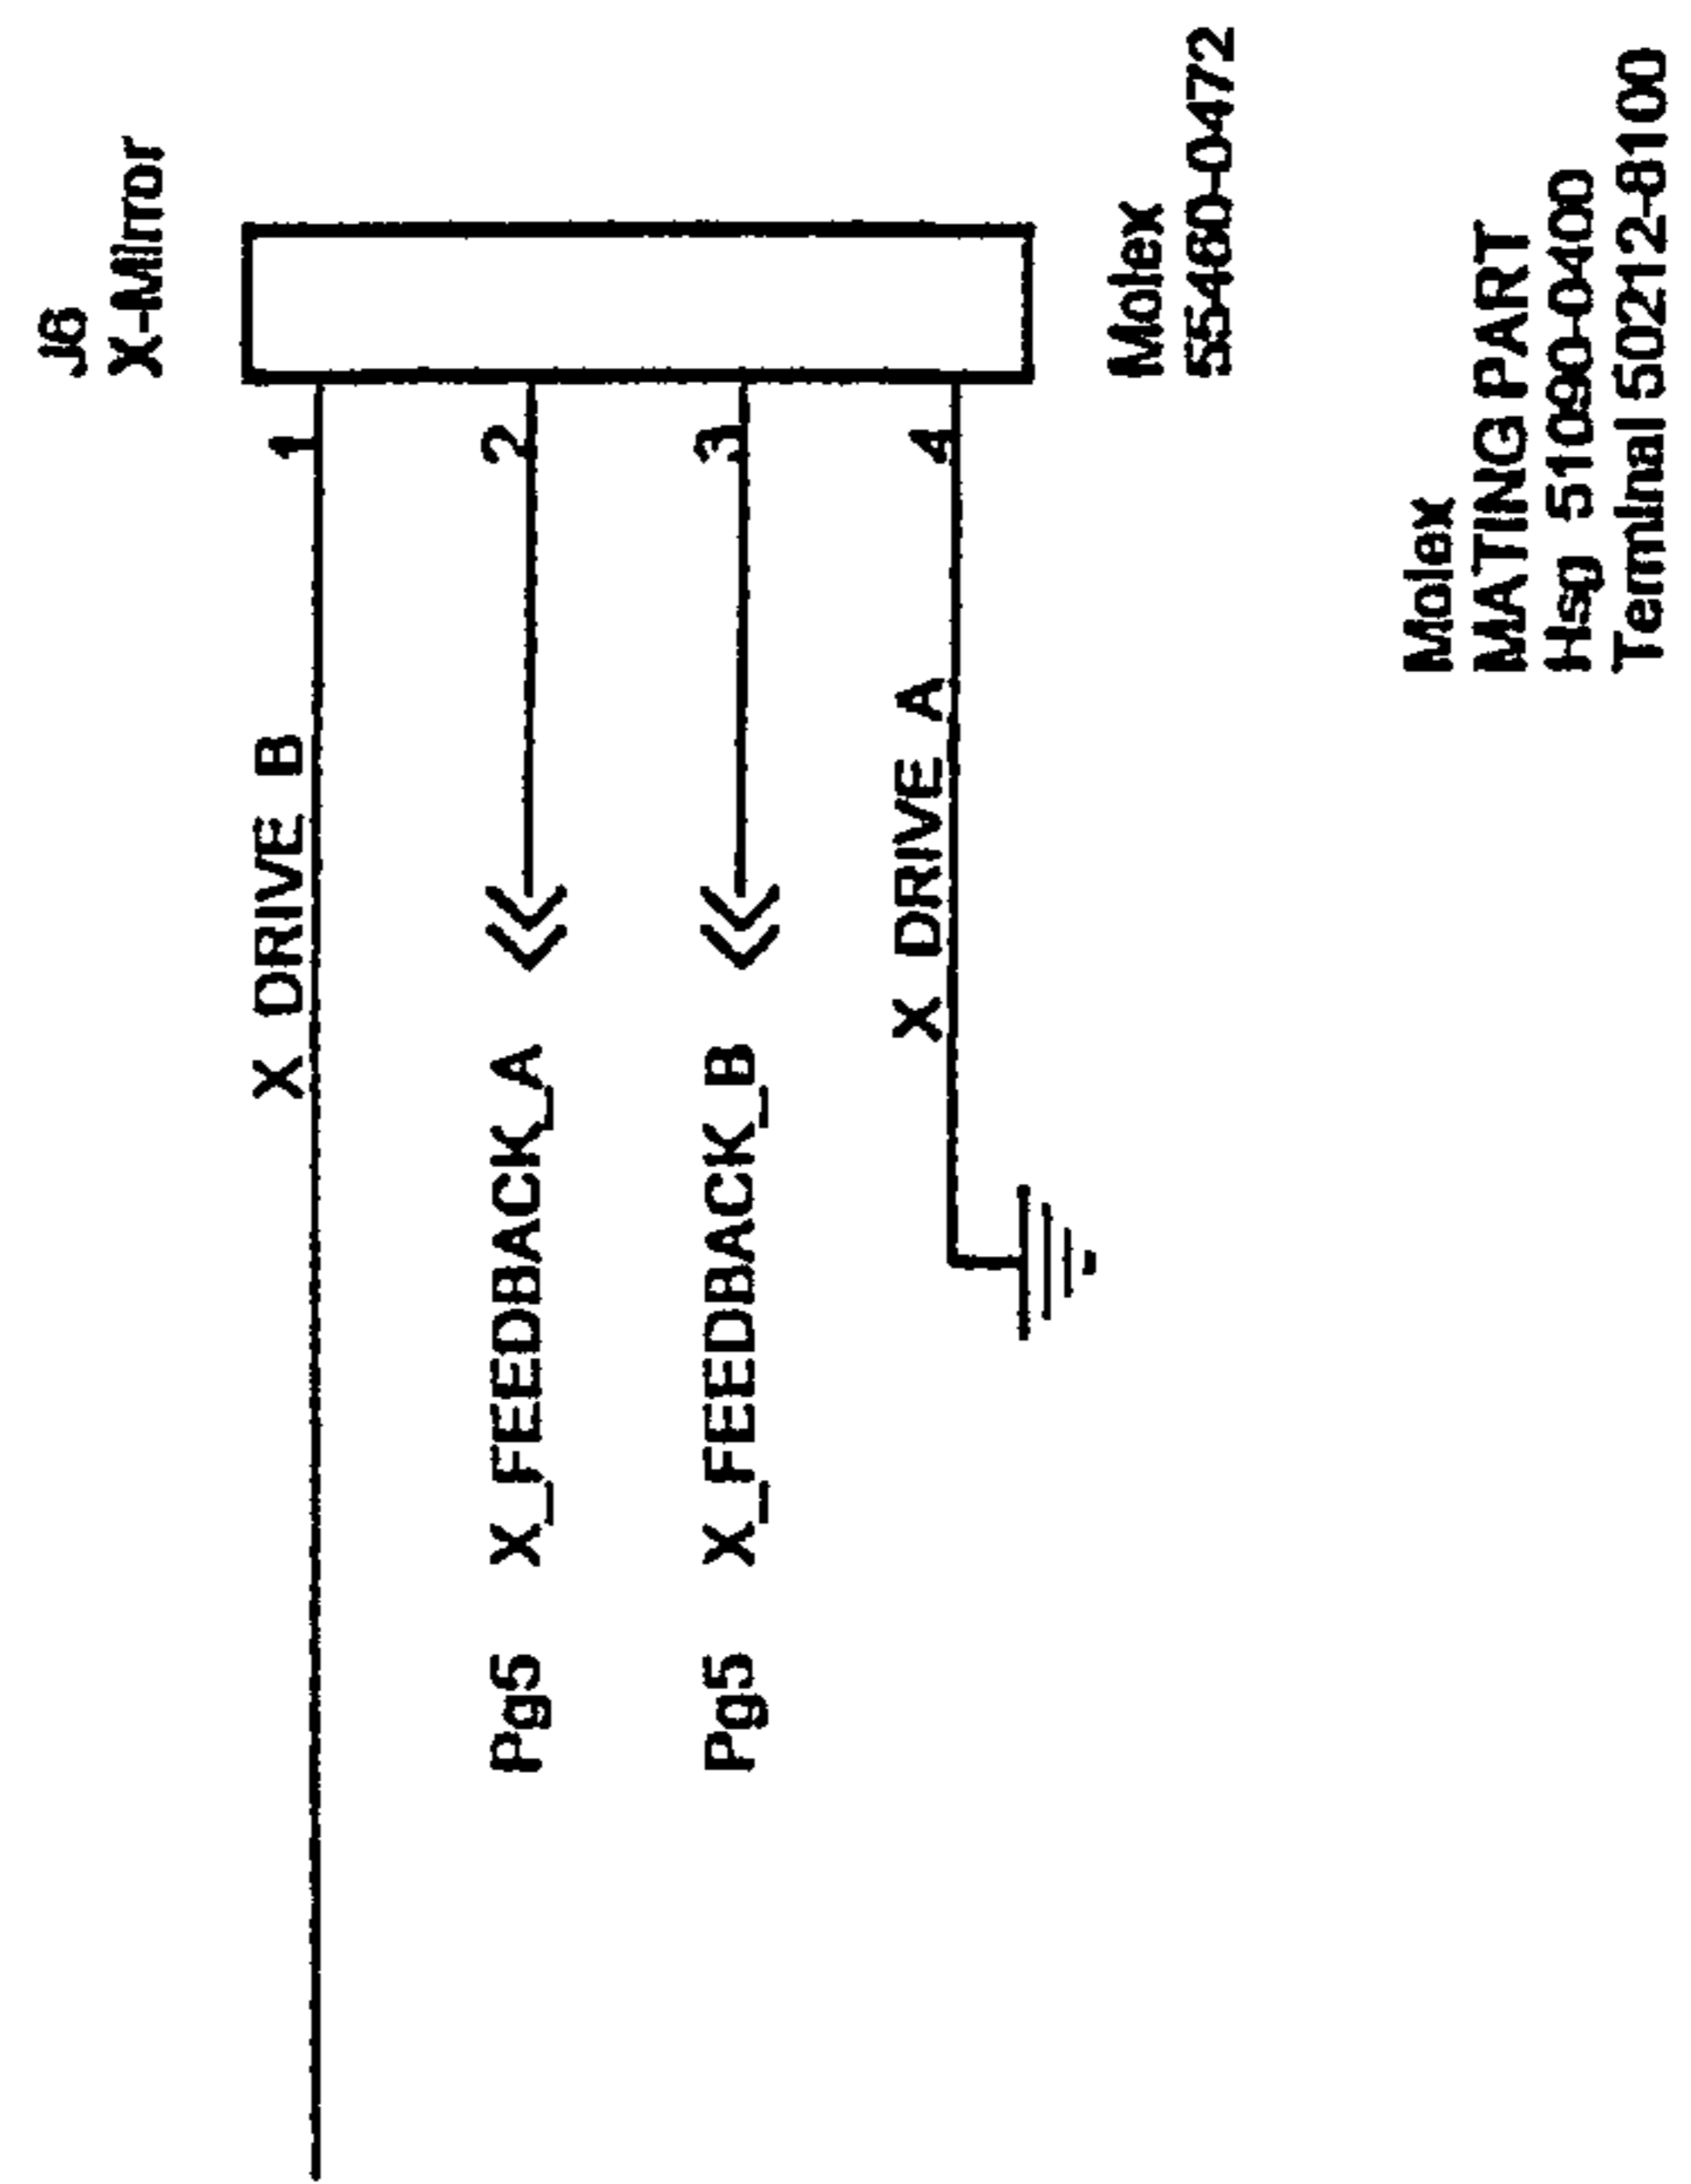 J6
X-Mirror
1
X DRIVE B
2
Pg5 X_FEEDBACK_A
3
Pg5 X_FEEDBACK_B
4
X DRIVE A
Molex
55460-0472
Molex
MATING PART
Hsg 51090-0400
Terminal 50212-8100